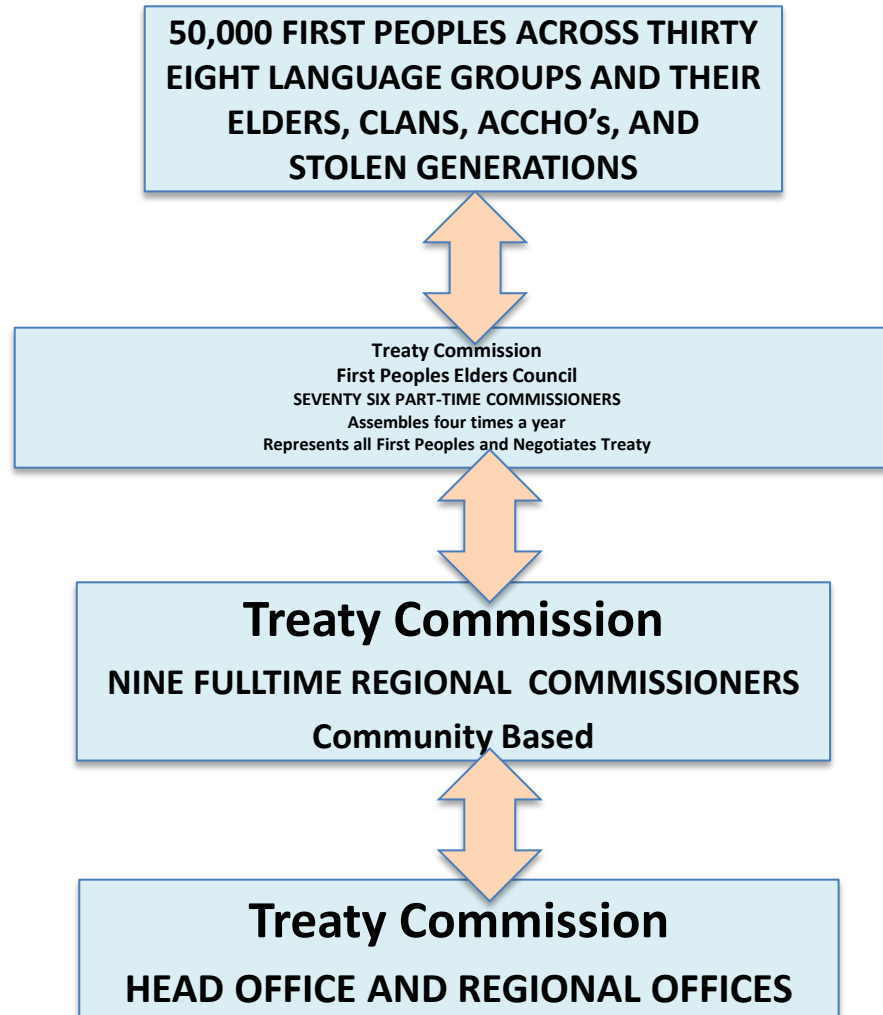 50,000 FIRST PEOPLES ACROSS THIRTY
EIGHT LANGUAGE GROUPS AND THEIR
ELDERS, CLANS, ACCHO’s, AND
STOLEN GENERATIONS
Treaty Commission
First Peoples Elders Council
SEVENTY SIX PART-TIME COMMISSIONERS
Assembles four times a year
Represents all First Peoples and Negotiates Treaty
Treaty Commission
NINE FULLTIME REGIONAL COMMISSIONERS
Community Based
Treaty Commission
HEAD OFFICE AND REGIONAL OFFICES